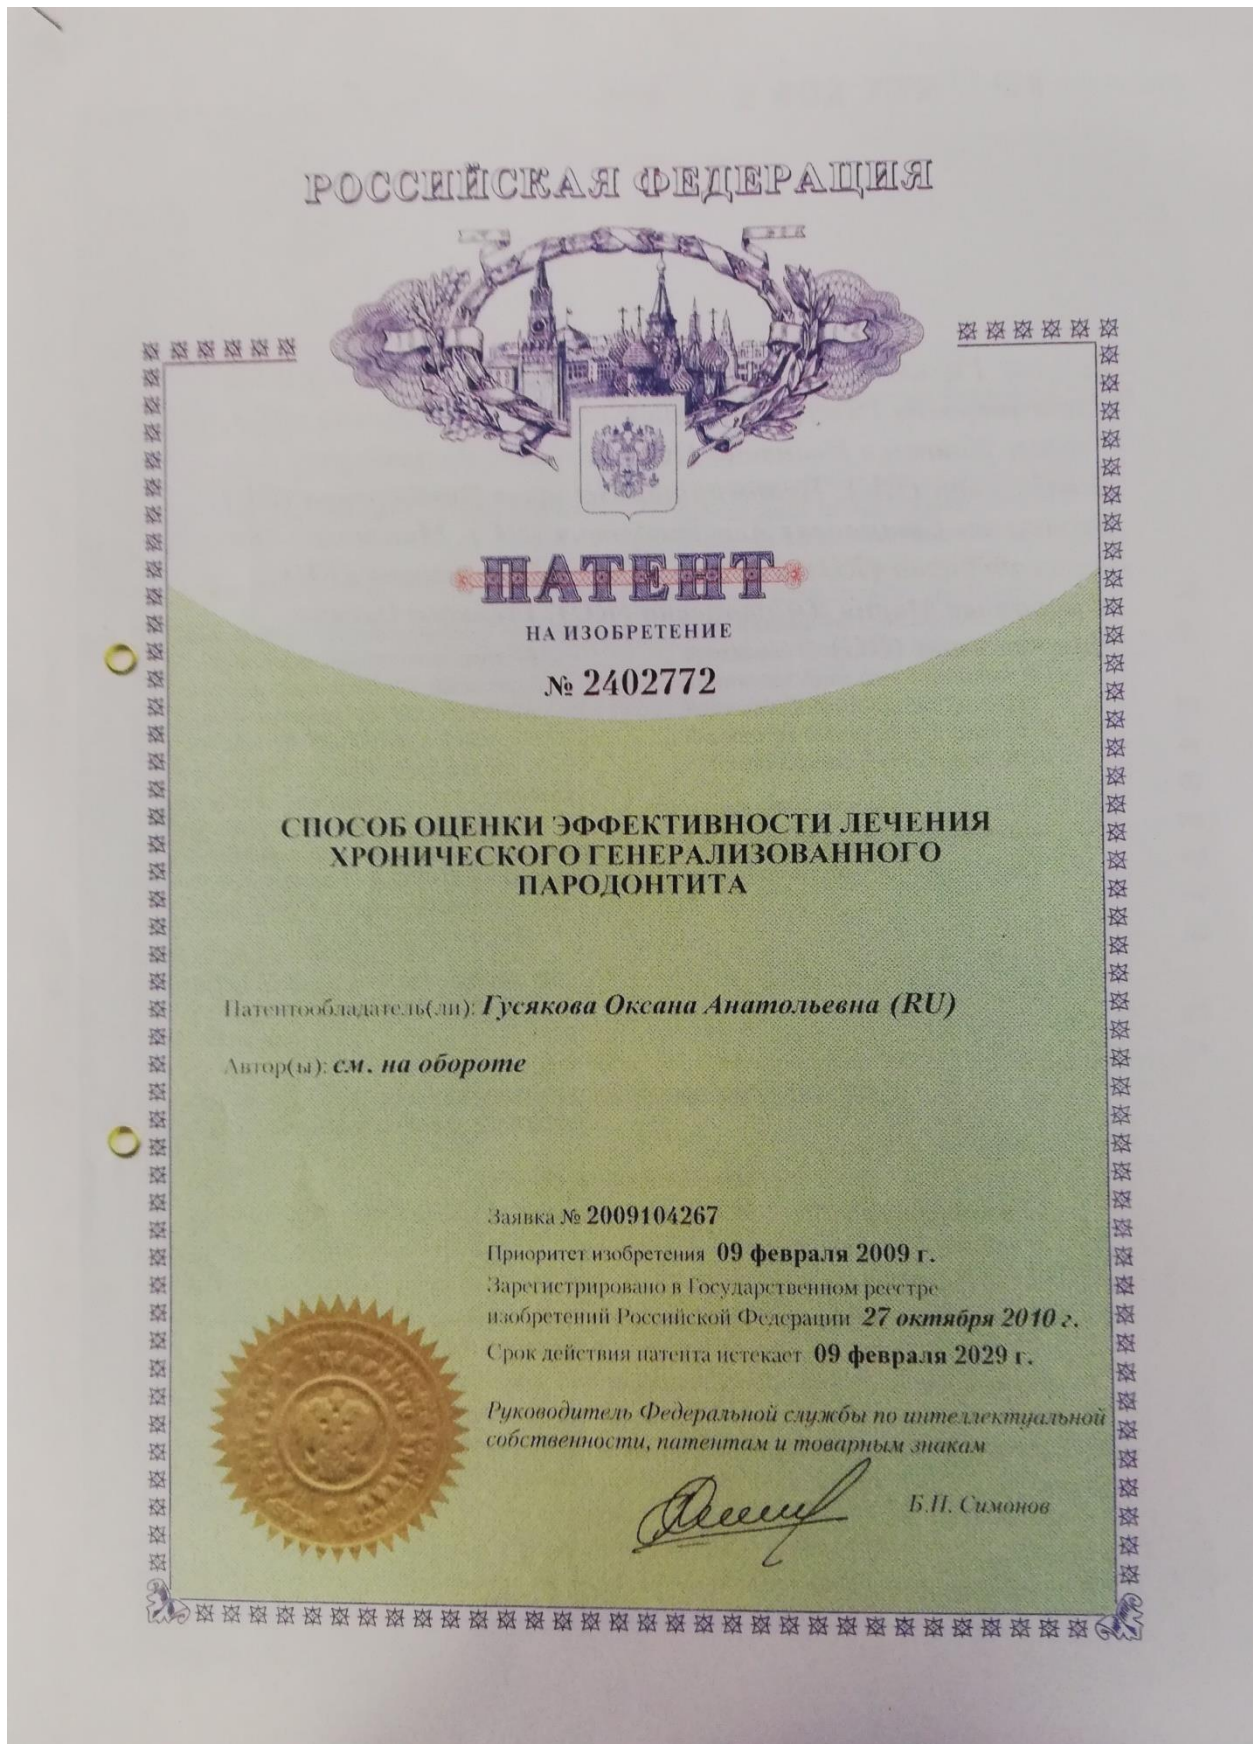 РОССИЙСКАЯ ФЕДЕРАЦИЯ
ПАТЕНТ
НА ИЗОБРЕТЕНИЕ
№ 2402772
СПОСОБ ОЦЕНКИ ЭФФЕКТИВНОСТИ ЛЕЧЕНИЯ
ХРОНИЧЕСКОГО ГЕНЕРАЛИЗОВАННОГО
ПАРОДОНТИТА
Патентообладатель(ли): Гусякова Оксана Анатольевна (RU)
Автор(ы): см. на обороте
Заявка № 2009104267
Приоритет изобретения 09 февраля 2009 г.
Зарегистрировано в Государственном реестре
изобретений Российской Федерации 27 октября 2010 г.
Срок действия патента истекает 09 февраля 2029 г.
Руководитель Федеральной службы по интеллектуальной
собственности, патентам и товарным знакам
Б.П. Симонов